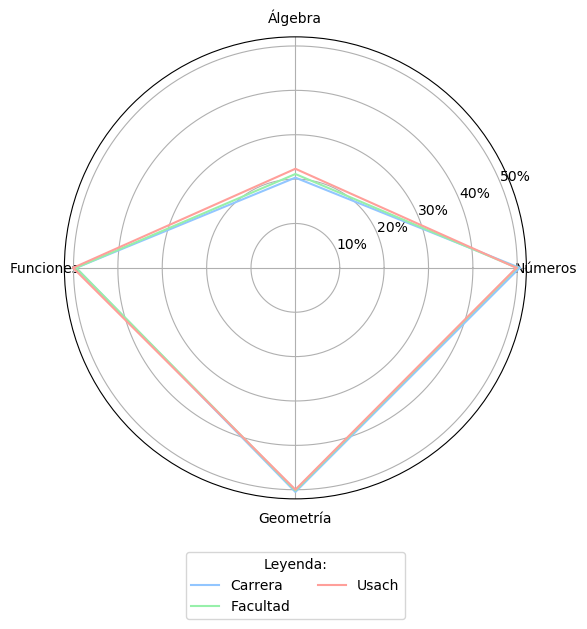 Álgebra
50%
40%
30%
20%
10%
Funciones
Números
Geometría
Leyenda:
Carrera
Usach
Facultad